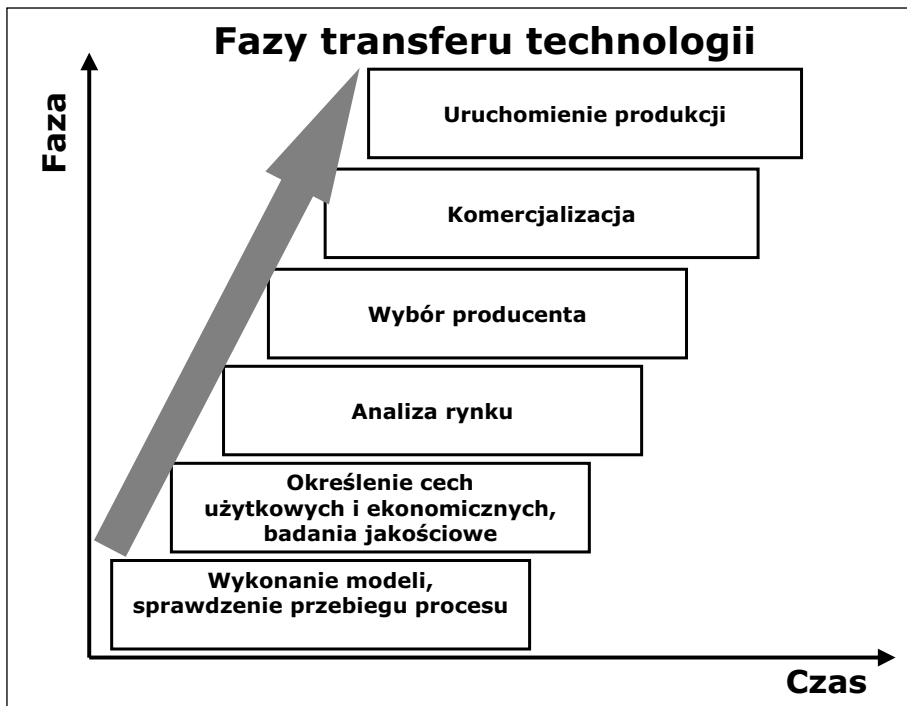 Fazy transferu technologii
Faza
Uruchomienie produkcji
Komercjalizacja
Wybór producenta
Analiza rynku
Określenie cech
użytkowych i ekonomicznych,
badania jakościowe
Wykonanie modeli,
sprawdzenie przebiegu procesu
Czas